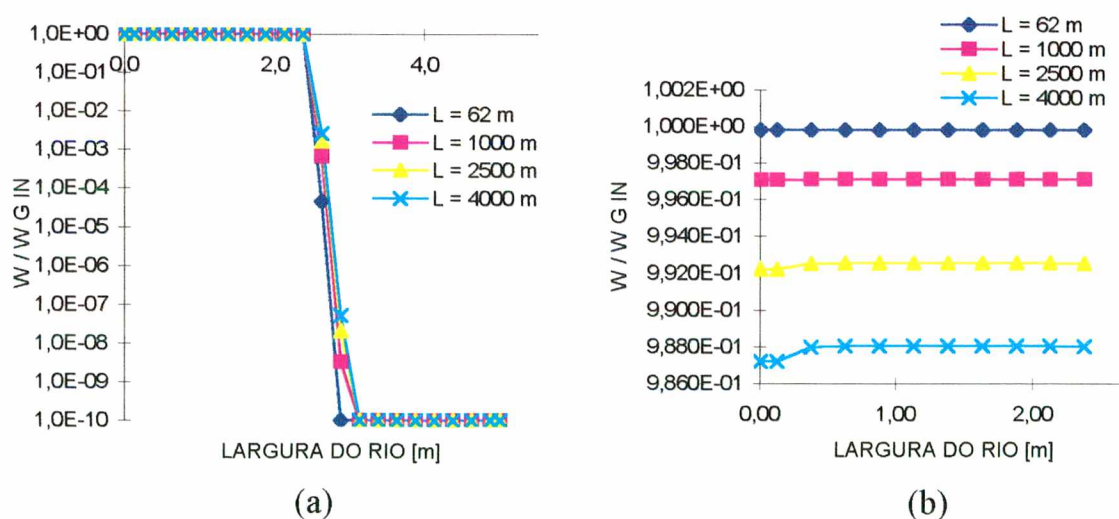 1,0E+00
1,0E-01
1,0E-02
1,0E-03
1,0E-04
1,0E-05
1,0E-06
1,0E-07
1,0E-08
1,0E-09
1,0E-10
0,0
2,0
4,0
W / W G IN
LARGURA DO RIO [m]
L = 62 m
L = 1000 m
L = 2500 m
L = 4000 m
(a)
L = 62 m
L = 1000 m
L = 2500 m
L = 4000 m
1,002E+00
1,000E+00
9,980E-01
9,960E-01
9,940E-01
9,920E-01
9,900E-01
9,880E-01
9,860E-01
W / W G IN
0,00
1,00
2,00
LARGURA DO RIO [m]
(b)